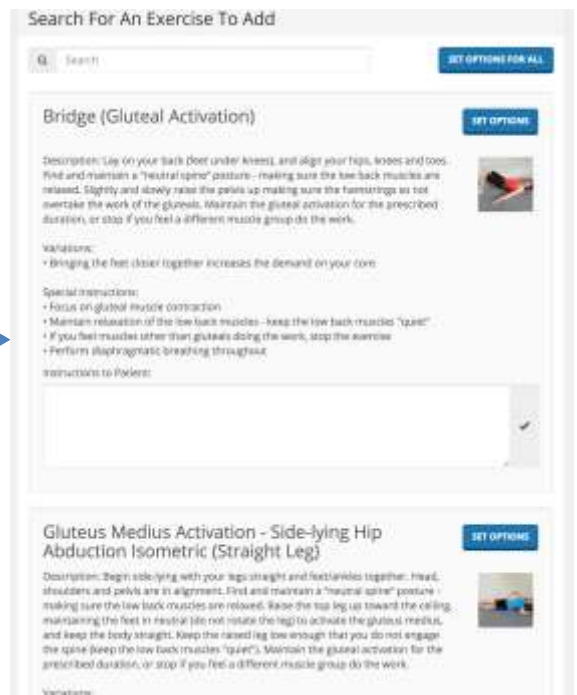 Search For An Exercise To Add
Search
SET OPTIONS FOR ALL
Bridge (Gluteal Activation)
SET OPTIONS
Description: Lay on your back (feet under knees), and align your hips, knees and toes.
Find and maintain a "neutral spine" posture - making sure the low back muscles are
relaxed. Slightly and slowly raise the pelvis up making sure the hamstrings so not
overtake the work of the gluteals. Maintain the gluteal activation for the prescribed
duration, or stop if you feel a different muscle group do the work.
Variations:
• Bringing the feet closer together increases the demand on your core
Special Instructions:
• Focus on gluteal muscle contraction
• Maintain relaxation of the low back muscles - keep the low back muscles "quiet"
• If you feel muscles other than gluteals doing the work, stop the exercise
• Perform diaphragmatic breathing throughout
Instructions to Patient:
Gluteus Medius Activation - Side-lying Hip
Abduction Isometric (Straight Leg)
SET OPTIONS
Description: Begin side-lying with your legs straight and feet/ankles together. Head,
shoulders and pelvis are in alignment. Find and maintain a "neutral spine" posture -
making sure the low back muscles are relaxed. Raise the top leg up toward the ceiling,
maintaining the feet in neutral (do not rotate the leg) to activate the gluteus medius,
and keep the body straight. Keep the raised leg low enough that you do not engage
the spine (keep the low back muscles "quiet"). Maintain the gluteal activation for the
prescribed duration, or stop if you feel a different muscle group do the work.
Variations: